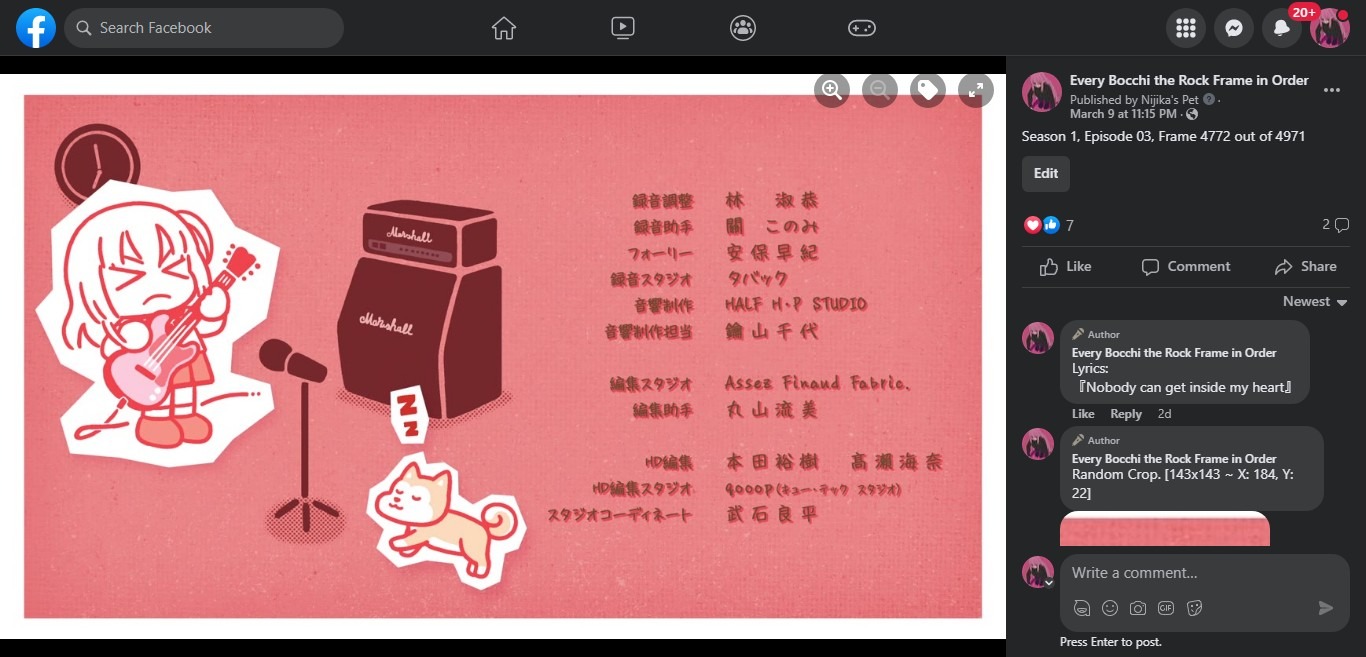 Search Facebook
20+
Marshall
Marshall
Zz
録音調整 林 淑恭
録音助手 關 このみ
フォーリー 安保早紀
録音スタジオ タバック
音響制作 HALF H・P STUDIO
音響制作担当 鐘山千代
編集スタジオ Assez Finaud Fabric.
編集助手 丸山流美
HD編集 本田裕樹 髙瀬海奈
HD編集スタジオ q000p(キュー・テック スタジオ)
スタジオコーディネート 武石良平
Every Bocchi the Rock Frame in Order
Published by Nijika's Pet ·
March 9 at 11:15 PM ·
Season 1, Episode 03, Frame 4772 out of 4971
Edit
7
2
Like Comment Share
Newest
Author
Every Bocchi the Rock Frame in Order
Lyrics:
『Nobody can get inside my heart』
Like Reply 2d
Author
Every Bocchi the Rock Frame in Order
Random Crop. [143x143 ~ X: 184, Y:
22]
Write a comment...
GIF
Press Enter to post.